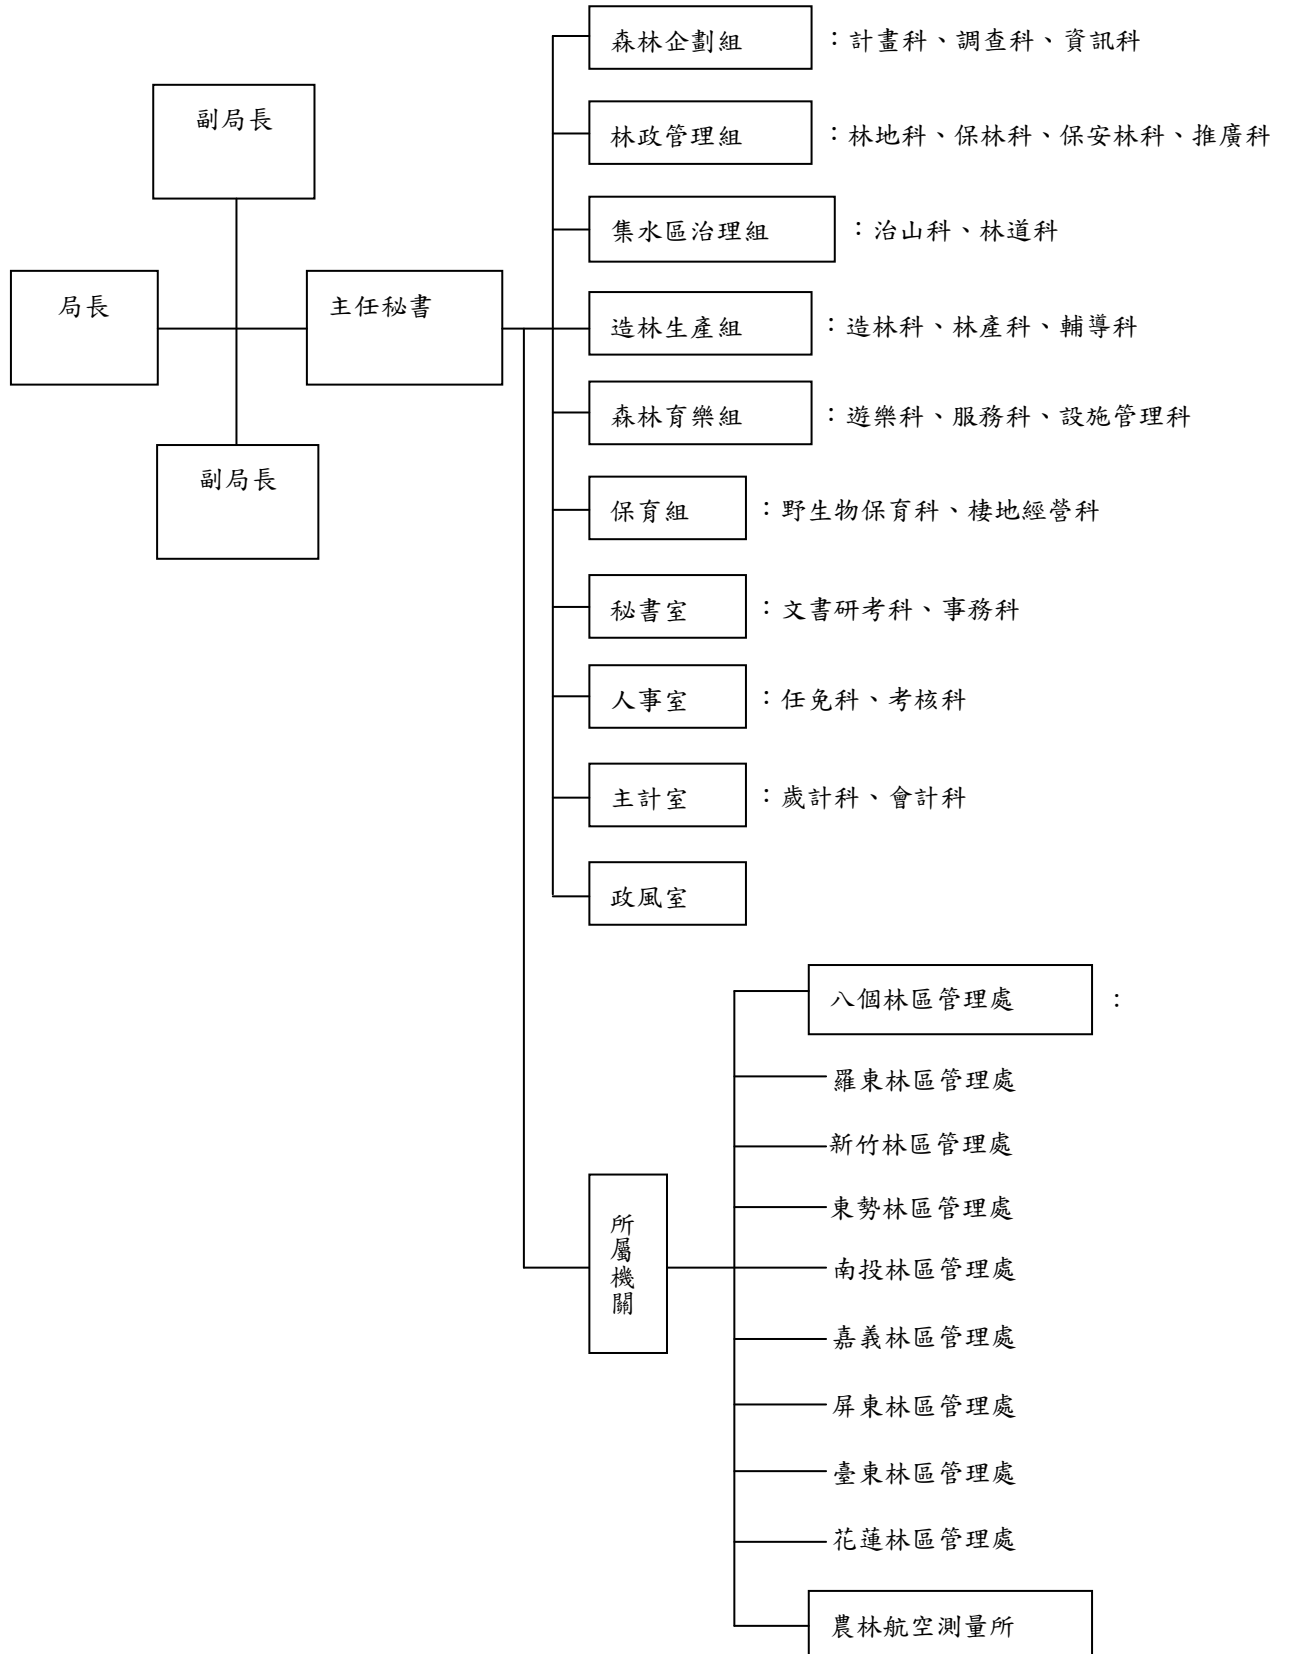 森林企劃組 ：計畫科、調查科、資訊科
副局長
林政管理組 ：林地科、保林科、保安林科、推廣科
集水區治理組 ：治山科、林道科
局長
主任秘書
造林生產組 ：造林科、林產科、輔導科
森林育樂組 ：遊樂科、服務科、設施管理科
副局長
保育組 ：野生物保育科、棲地經營科
秘書室 ：文書研考科、事務科
人事室 ：任免科、考核科
主計室 ：歲計科、會計科
政風室
八個林區管理處 ：
羅東林區管理處
新竹林區管理處
東勢林區管理處
所屬機關
南投林區管理處
嘉義林區管理處
屏東林區管理處
臺東林區管理處
花蓮林區管理處
農林航空測量所